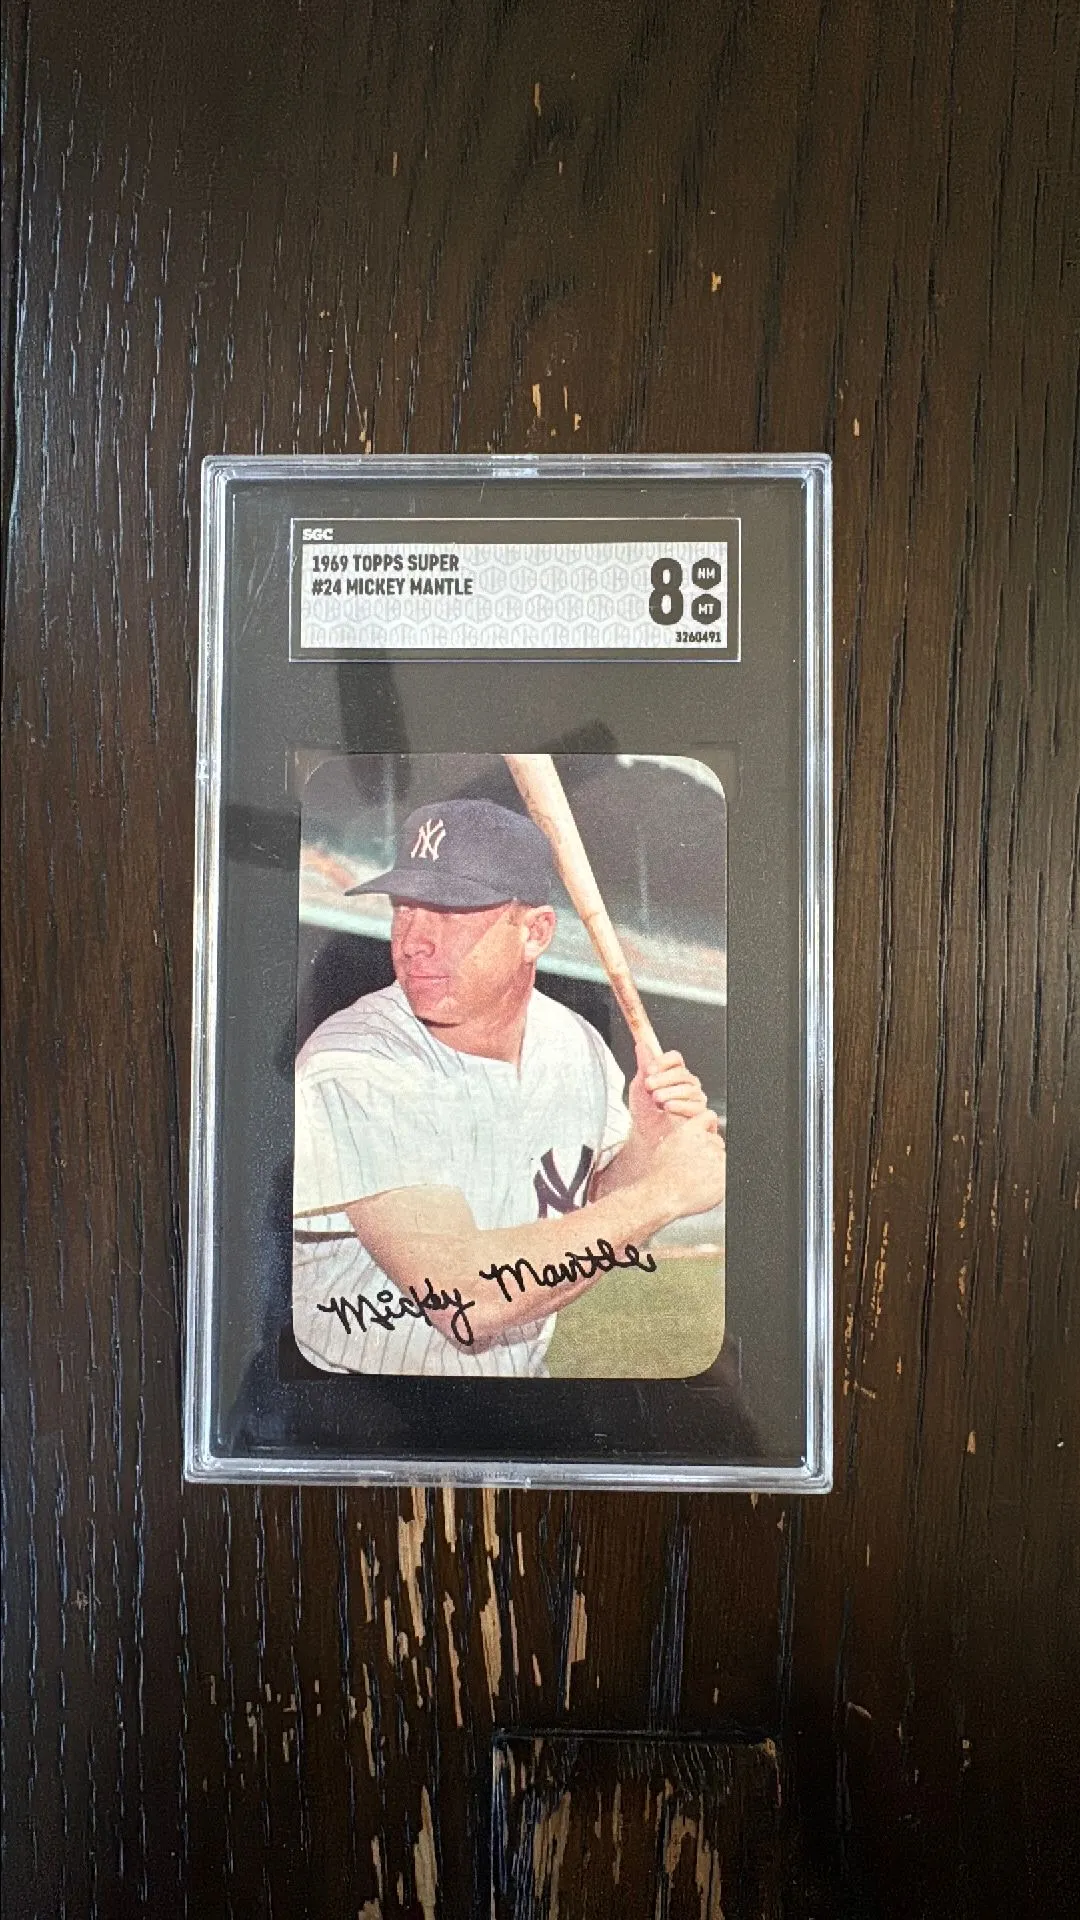 SGC
1969 TOPPS SUPER
#24 MICKEY MANTLE
8
NM
MT
3260491
NY
NY
Mickey Mantle